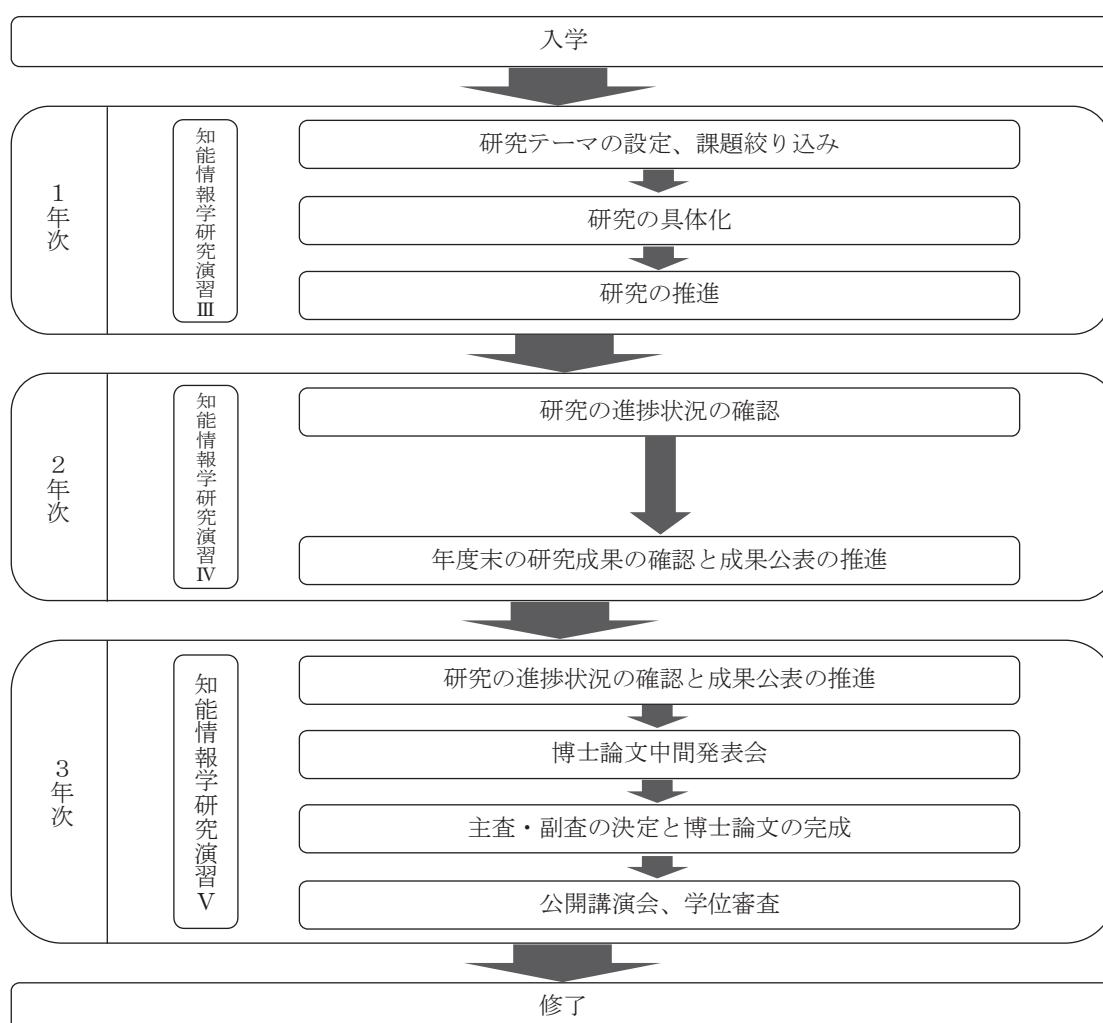 入学
1年次
知能情報学研究演習Ⅲ
研究テーマの設定、課題絞り込み
研究の具体化
研究の推進
2年次
知能情報学研究演習Ⅳ
研究の進捗状況の確認
年度末の研究成果の確認と成果公表の推進
3年次
知能情報学研究演習Ⅴ
研究の進捗状況の確認と成果公表の推進
博士論文中間発表会
主査・副査の決定と博士論文の完成
公開講演会、学位審査
修了